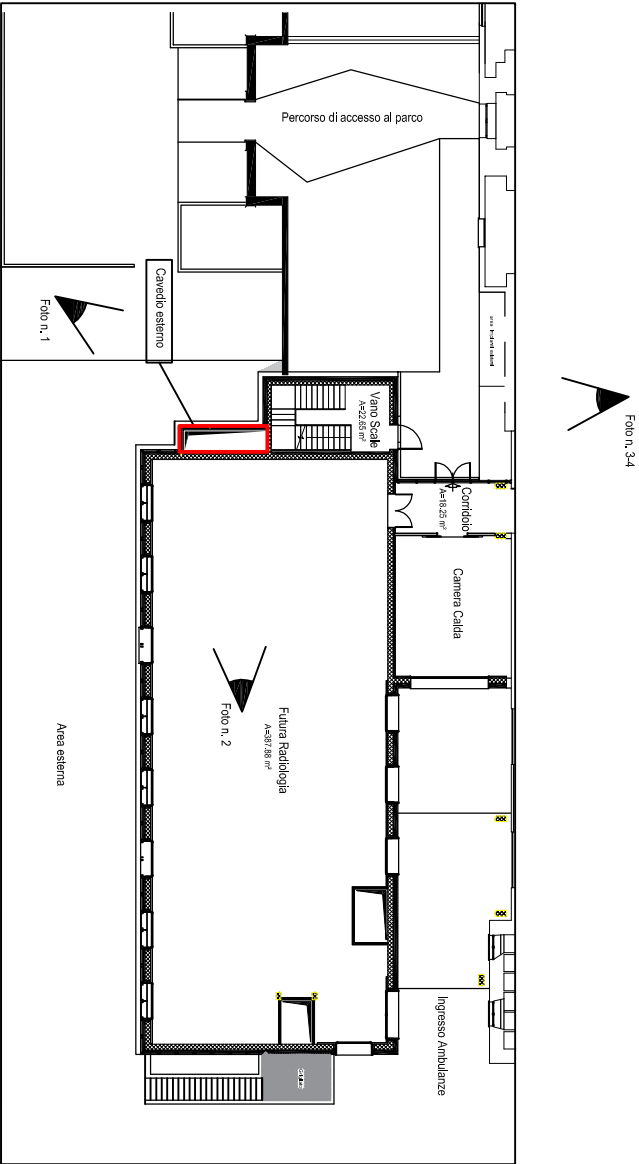 Percorso di accesso al parco
Foto n. 3-4
Cavedio esterno
Foto n. 1
Vano Scale
A=22.65 m²
Corridoio
A=18.25 m²
Camera Calda
Foto n. 2
Futura Radiologia
A=387.88 m²
Area esterna
Ingresso Ambulanze